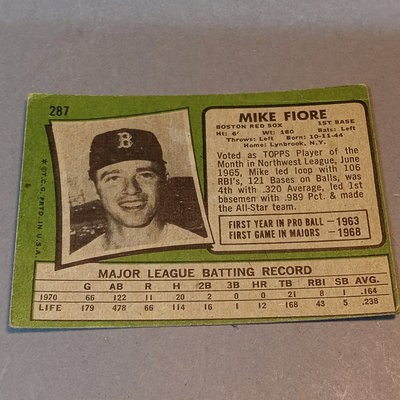 287
MIKE FIORE
BOSTON RED SOX 1ST BASE
Ht: 6' Wt: 180 Bats: Left
Throws: Left Born: 10-11-44
Home: Lynbrook, N.Y.
Voted as TOPPS Player of the
Month in Northwest League, June
1965, Mike led loop with 106
RBI's, 121 Bases on Balls, was
4th with .320 Average, led 1st
basemen with .989 Pct. & made
the All-Star team.
FIRST YEAR IN PRO BALL — 1963
FIRST GAME IN MAJORS — 1968
B
★ ©T.C.G. PRTD. IN U.S.A.
MAJOR LEAGUE BATTING RECORD
G AB R H 2B 3B HR TB RBI SB AVG.
1970 66 122 11 20 2 0 0 21 8 1 .164
LIFE 179 478 66 114 16 1 12 168 43 5 .238